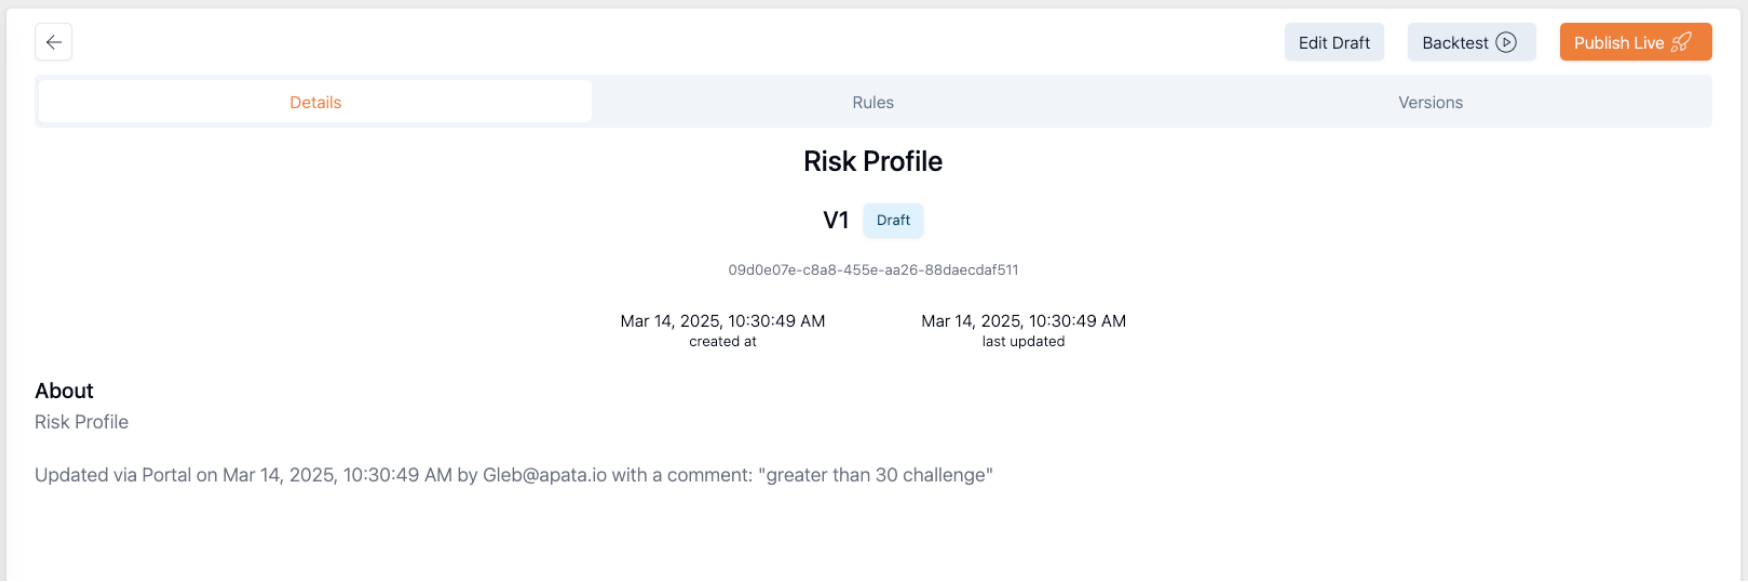 Edit Draft
Backtest
Publish Live
Details
Rules
Versions
Risk Profile
V1 Draft
09d0e07e-c8a8-455e-aa26-88daecdaf511
Mar 14, 2025, 10:30:49 AM
created at
Mar 14, 2025, 10:30:49 AM
last updated
About
Risk Profile
Updated via Portal on Mar 14, 2025, 10:30:49 AM by Gleb@apata.io with a comment: "greater than 30 challenge"